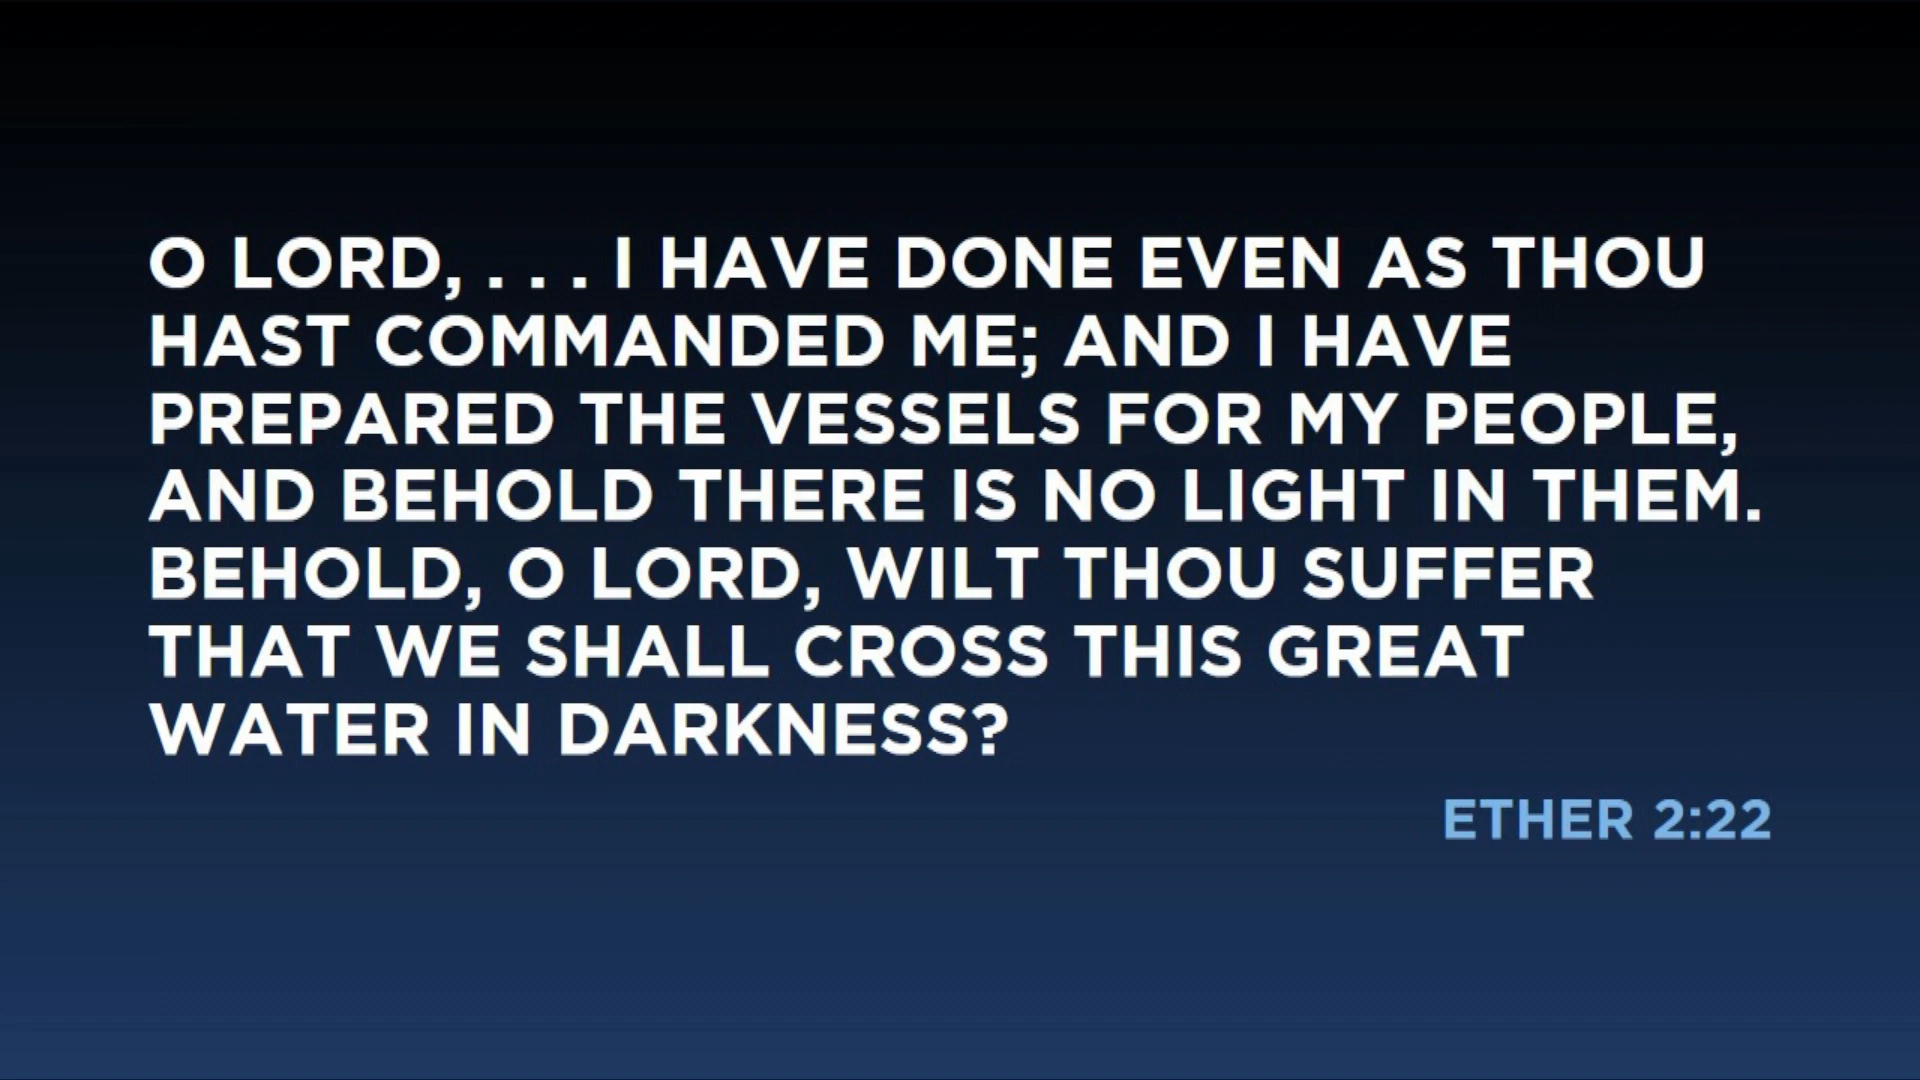 O LORD, . . . I HAVE DONE EVEN AS THOU
HAST COMMANDED ME; AND I HAVE
PREPARED THE VESSELS FOR MY PEOPLE,
AND BEHOLD THERE IS NO LIGHT IN THEM.
BEHOLD, O LORD, WILT THOU SUFFER
THAT WE SHALL CROSS THIS GREAT
WATER IN DARKNESS?
ETHER 2:22